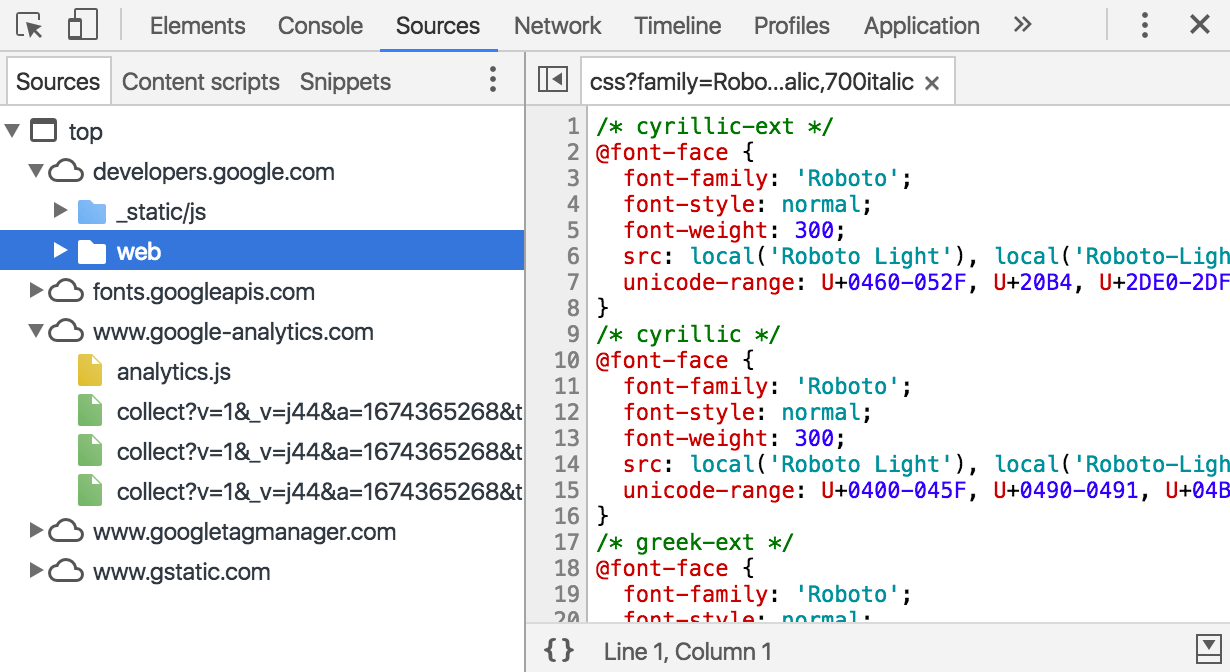 Elements Console Sources Network Timeline Profiles Application »
Sources Content scripts Snippets
css?family=Robo...alic,700italic ×
top
developers.google.com
_static/js
web
fonts.googleapis.com
www.google-analytics.com
analytics.js
collect?v=1&_v=j44&a=1674365268&t
collect?v=1&_v=j44&a=1674365268&t
collect?v=1&_v=j44&a=1674365268&t
www.googletagmanager.com
www.gstatic.com
1 /* cyrillic-ext */
2 @font-face {
3 font-family: 'Roboto';
4 font-style: normal;
5 font-weight: 300;
6 src: local('Roboto Light'), local('Roboto-Ligh
7 unicode-range: U+0460-052F, U+20B4, U+2DE0-2DF
8 }
9 /* cyrillic */
10 @font-face {
11 font-family: 'Roboto';
12 font-style: normal;
13 font-weight: 300;
14 src: local('Roboto Light'), local('Roboto-Ligh
15 unicode-range: U+0400-045F, U+0490-0491, U+04B
16 }
17 /* greek-ext */
18 @font-face {
19 font-family: 'Roboto';
20 font-style: normal;
{} Line 1, Column 1